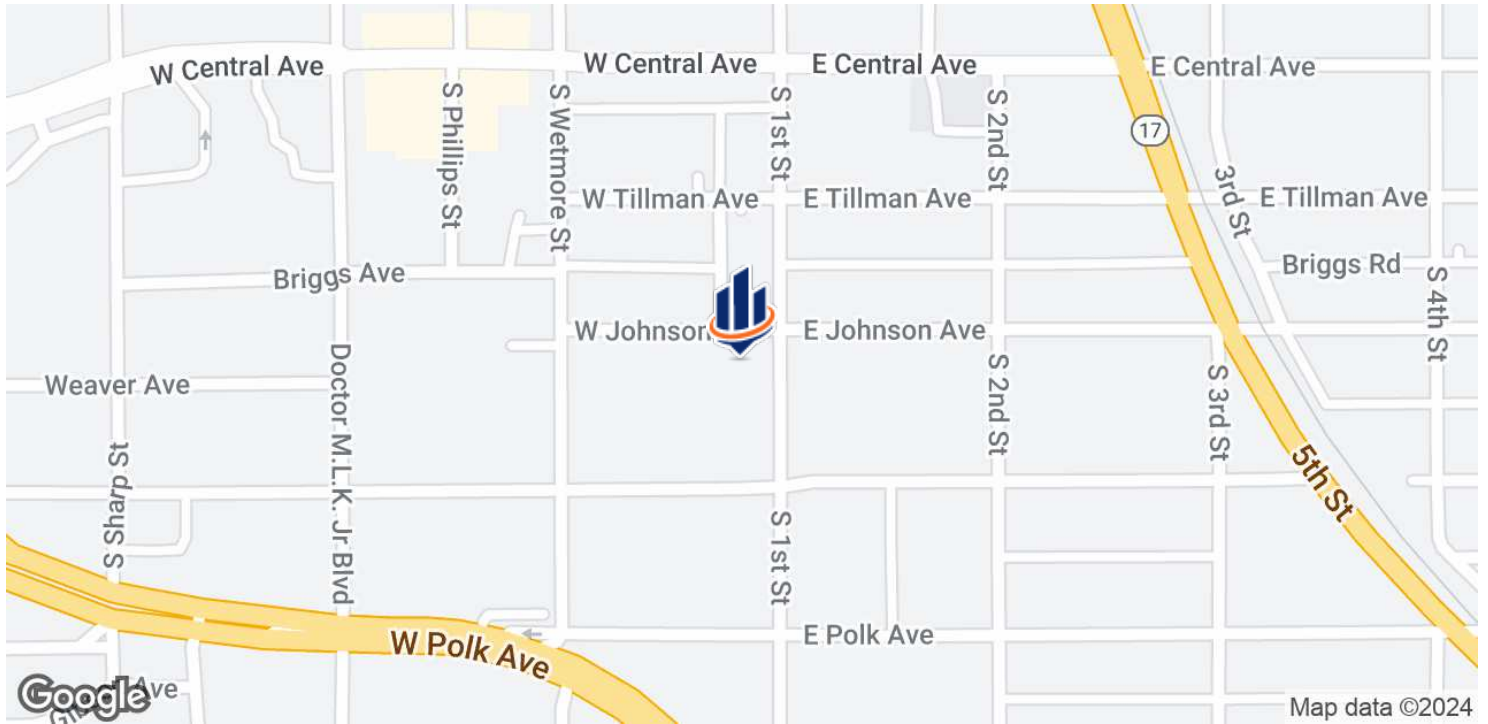 W Central Ave
W Central Ave
E Central Ave
E Central Ave
S Phillips St
S Wetmore St
S 1st St
S 2nd St
17
3rd St
W Tillman Ave
E Tillman Ave
E Tillman Ave
Briggs Ave
Briggs Rd
S 4th St
W Johnson
E Johnson Ave
Weaver Ave
Doctor M.L.K. Jr Blvd
S 2nd St
S 3rd St
S Sharp St
5th St
S 1st St
W Polk Ave
E Polk Ave
Ave
Google
Map data ©2024